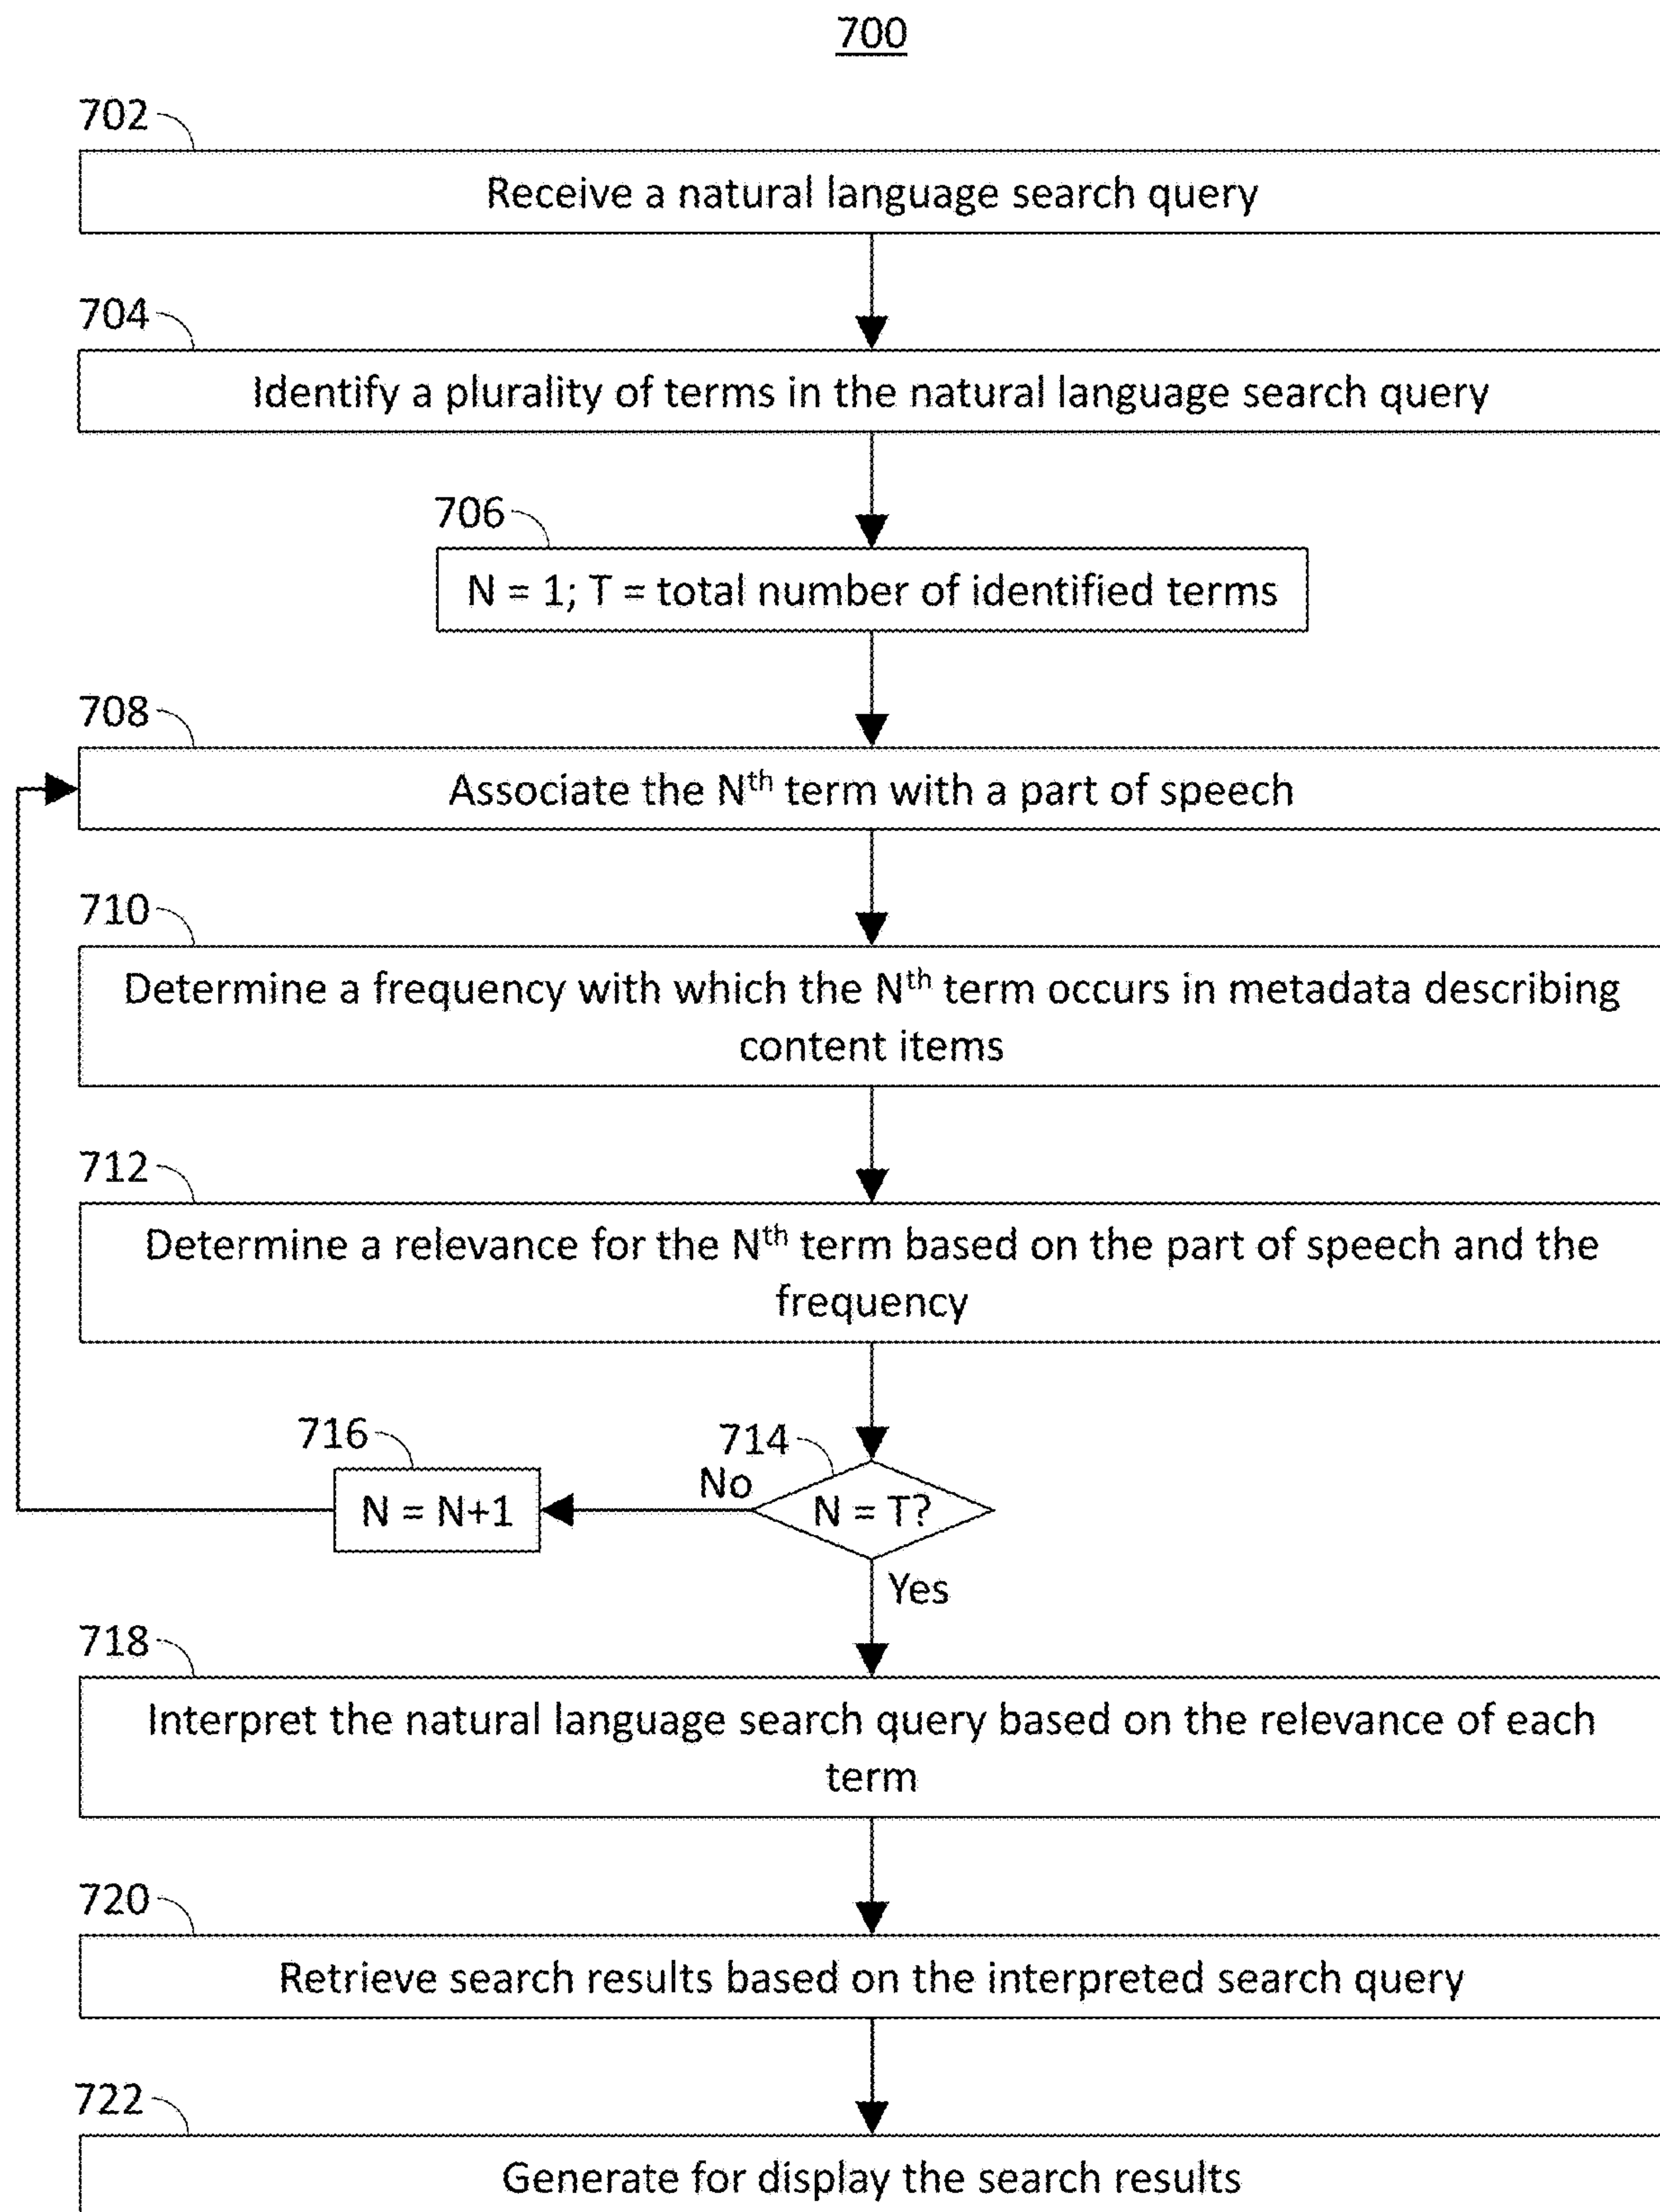 700
702
Receive a natural language search query
704
Identify a plurality of terms in the natural language search query
706
N = 1; T = total number of identified terms
708
Associate the Nth term with a part of speech
710
Determine a frequency with which the Nth term occurs in metadata describing
content items
712
Determine a relevance for the Nth term based on the part of speech and the
frequency
716
714
No
N = N+1
N = T?
Yes
718
Interpret the natural language search query based on the relevance of each
term
720
Retrieve search results based on the interpreted search query
722
Generate for display the search results